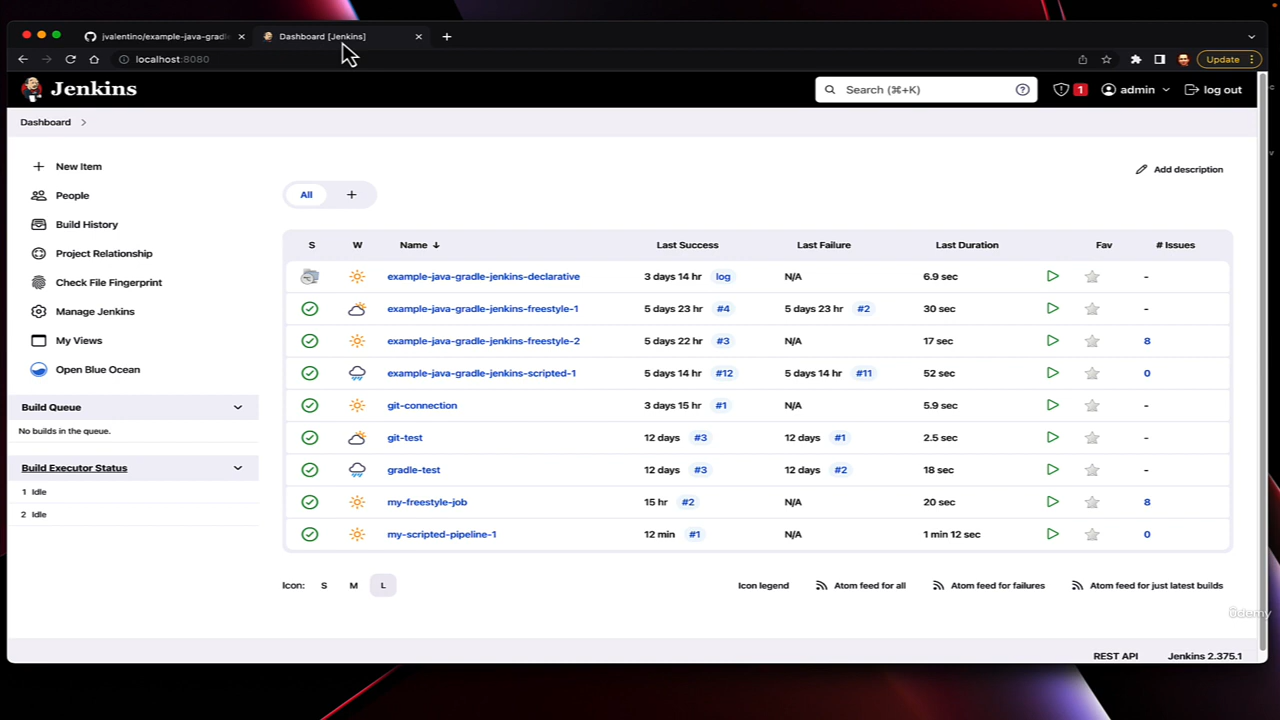 jvalentino/example-java-gradl
Dashboard [Jenkins]
localhost:8080
Update
Jenkins
Search (⌘+K)
1
admin
log out
Dashboard
New Item
People
Build History
Project Relationship
Check File Fingerprint
Manage Jenkins
My Views
Open Blue Ocean
Build Queue
No builds in the queue.
Build Executor Status
1 Idle
2 Idle
Add description
All +
S W Name ↓ Last Success Last Failure Last Duration Fav # Issues
example-java-gradle-jenkins-declarative 3 days 14 hr log N/A 6.9 sec -
example-java-gradle-jenkins-freestyle-1 5 days 23 hr #4 5 days 23 hr #2 30 sec -
example-java-gradle-jenkins-freestyle-2 5 days 22 hr #3 N/A 17 sec 8
example-java-gradle-jenkins-scripted-1 5 days 14 hr #12 5 days 14 hr #11 52 sec 0
git-connection 3 days 15 hr #1 N/A 5.9 sec -
git-test 12 days #3 12 days #1 2.5 sec -
gradle-test 12 days #3 12 days #2 18 sec -
my-freestyle-job 15 hr #2 N/A 20 sec 8
my-scripted-pipeline-1 12 min #1 N/A 1 min 12 sec 0
Icon: S M L
Icon legend Atom feed for all Atom feed for failures Atom feed for just latest builds
ûdemy
REST API Jenkins 2.375.1